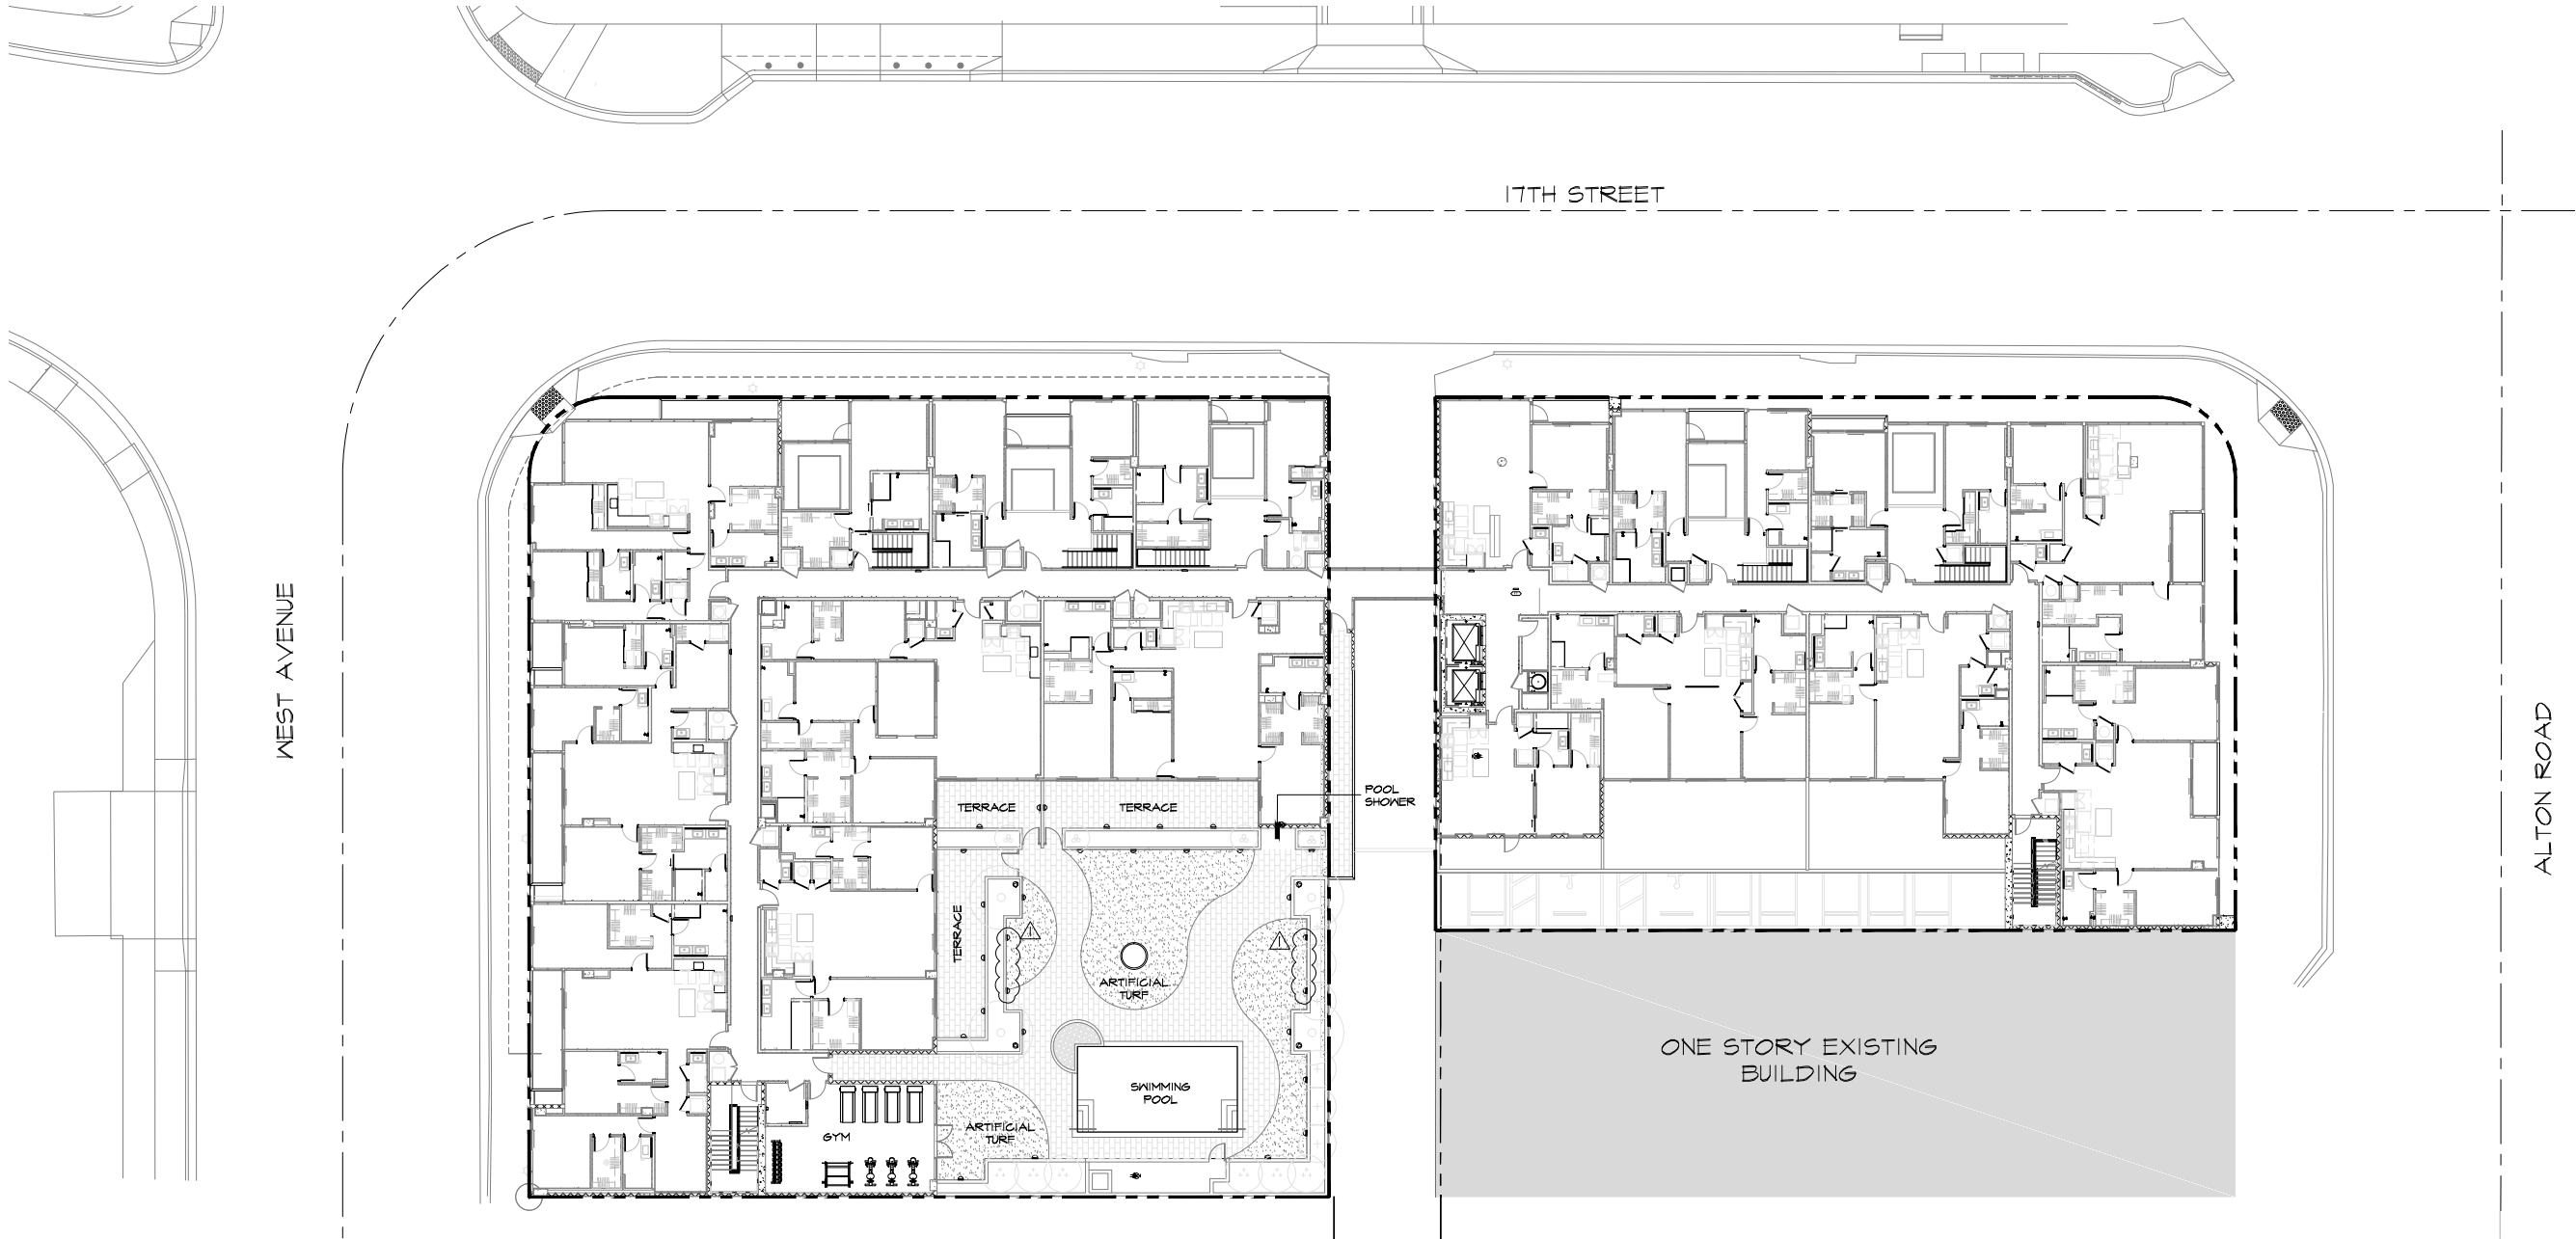 17TH STREET
WEST AVENUE
ALTON ROAD
POOL
SHOWER
TERRACE
TERRACE
TERRACE
ARTIFICIAL
TURF
ONE STORY EXISTING
BUILDING
SWIMMING
POOL
GYM
ARTIFICIAL
TURF